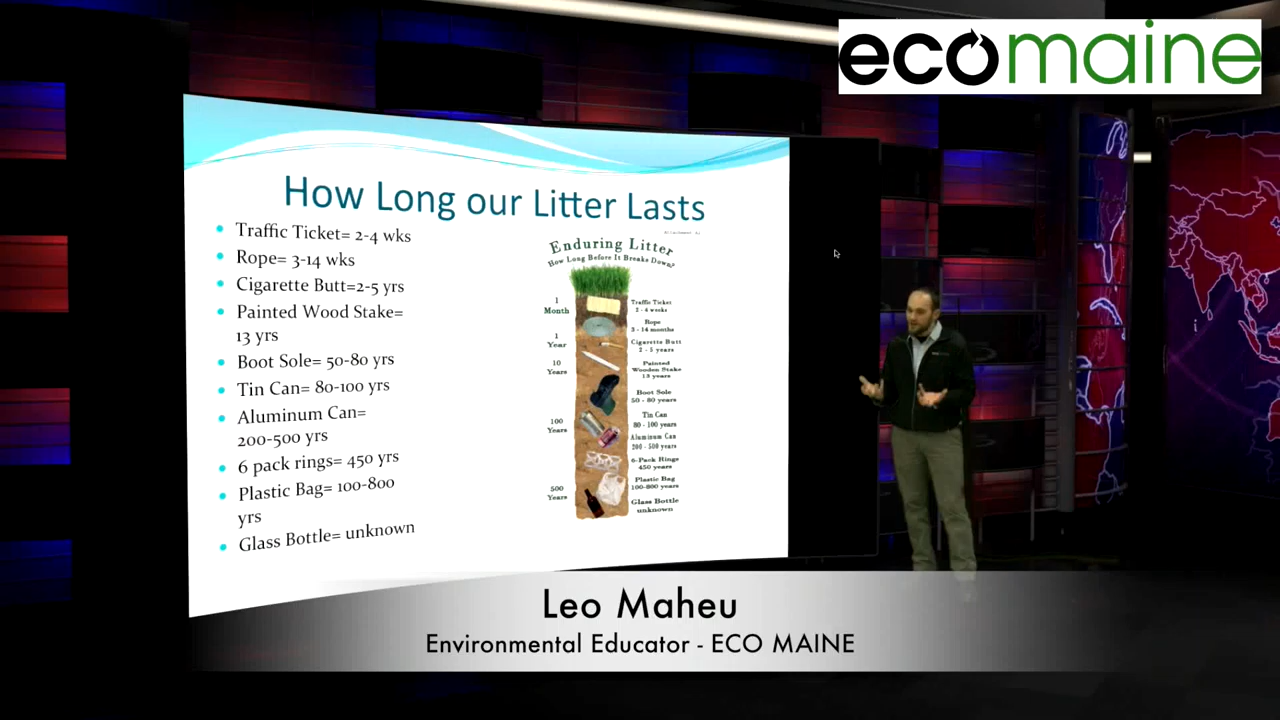 ecomaine
How Long our Litter Lasts
Traffic Ticket= 2-4 wks
Rope= 3-14 wks
Cigarette Butt=2-5 yrs
Painted Wood Stake=
13 yrs
Boot Sole= 50-80 yrs
Tin Can= 80-100 yrs
Aluminum Can=
200-500 yrs
6 pack rings= 450 yrs
Plastic Bag= 100-800
yrs
Glass Bottle= unknown
Enduring Litter
How Long Before It Breaks Down?
1
Month
1
Year
10
Years
100
Years
500
Years
Traffic Ticket
2 - 4 weeks
Rope
3 - 14 months
Cigarette Butt
2 - 5 years
Painted
Wooden Stake
13 years
Boot Sole
50 - 80 years
Tin Can
80 - 100 years
Aluminum Can
200 - 500 years
6-Pack Rings
450 years
Plastic Bag
100-800 years
Glass Bottle
unknown
Leo Maheu
Environmental Educator - ECO MAINE